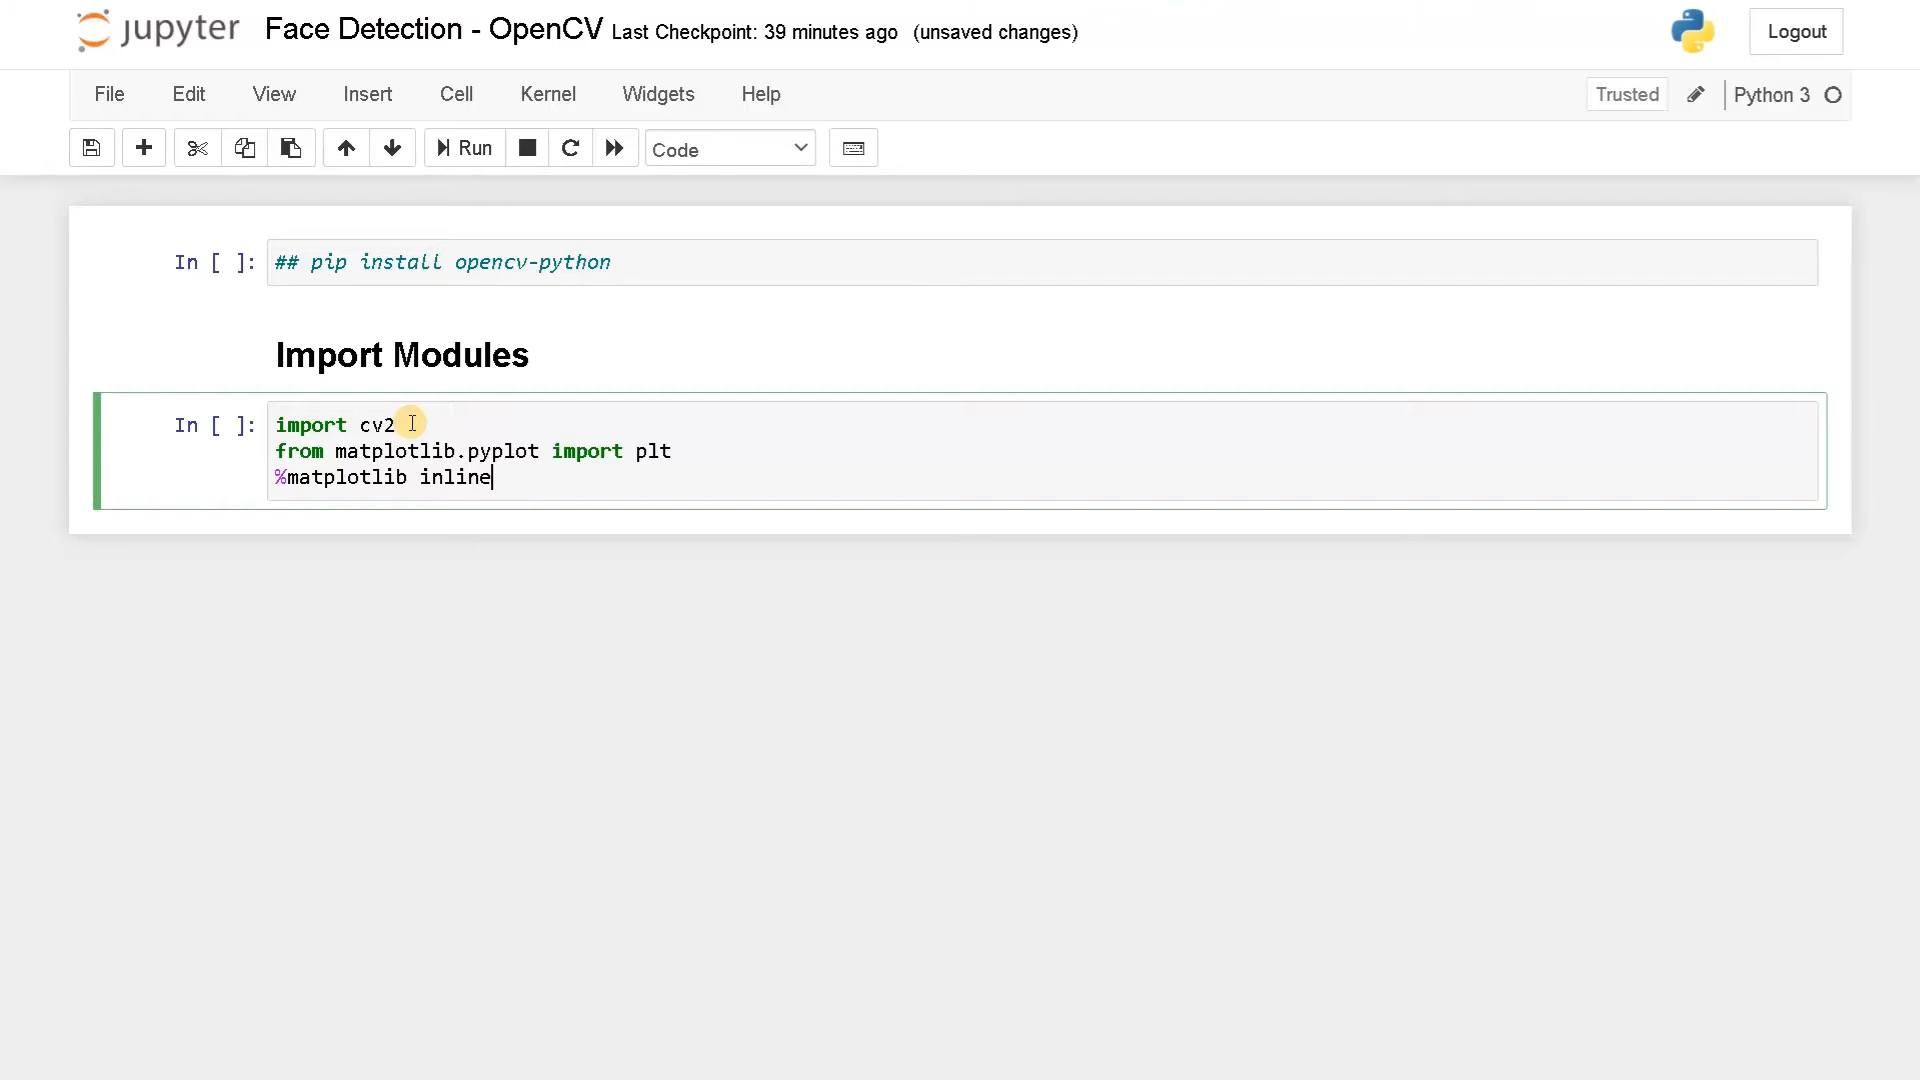 jupyter Face Detection - OpenCV Last Checkpoint: 39 minutes ago (unsaved changes) Logout
File Edit View Insert Cell Kernel Widgets Help Trusted Python 3
Run Code
In [ ]: ## pip install opencv-python
Import Modules
In [ ]: import cv2
from matplotlib.pyplot import plt
%matplotlib inline